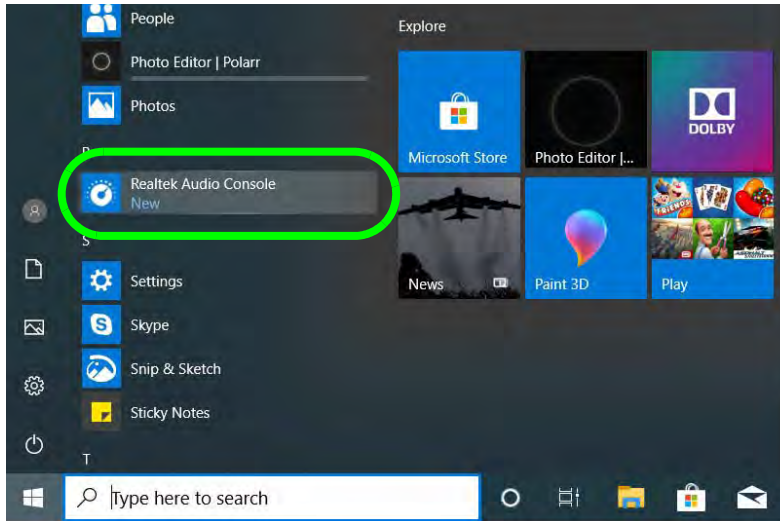 People
Photo Editor | Polarr
Photos
Realtek Audio Console
New
S
Settings
Skype
Snip & Sketch
Sticky Notes
T
Type here to search
Explore
Microsoft Store
Photo Editor |...
DOLBY
News
Paint 3D
FRIENDS
Play